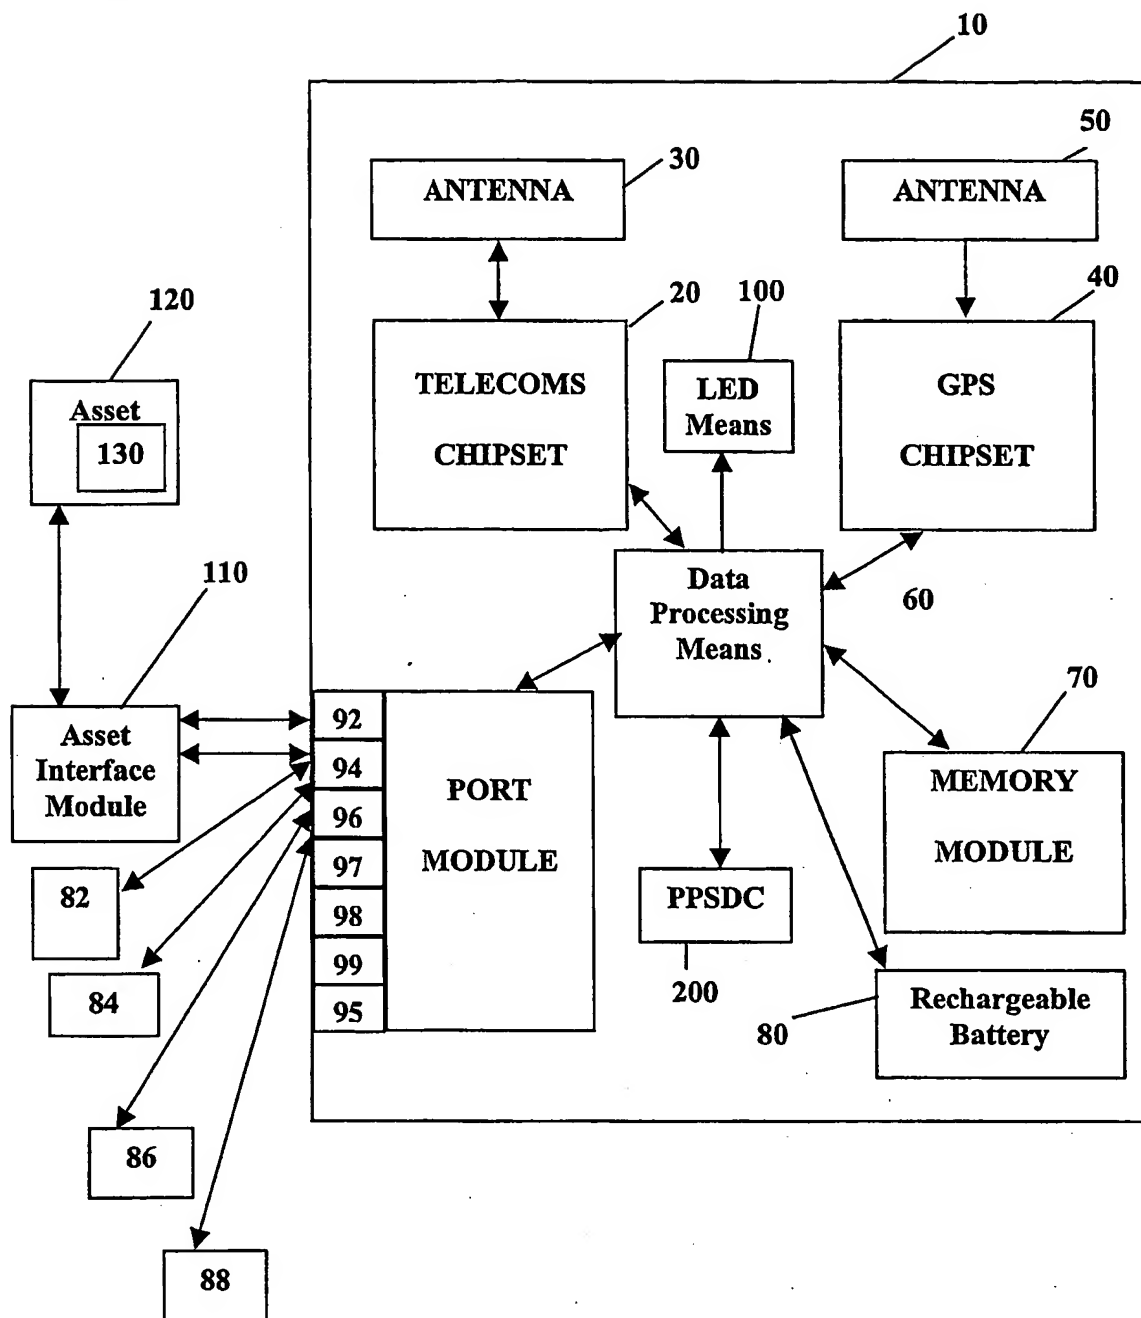 10
50
30
ANTENNA
ANTENNA
120
20
100
40
TELECOMS
CHIPSET
LED
Means
GPS
CHIPSET
Asset
130
110
Data
Processing
Means
60
70
Asset
Interface
Module
92
94
96
97
98
99
95
PORT
MODULE
MEMORY
MODULE
82
PPSDC
84
200
80
Rechargeable
Battery
86
88